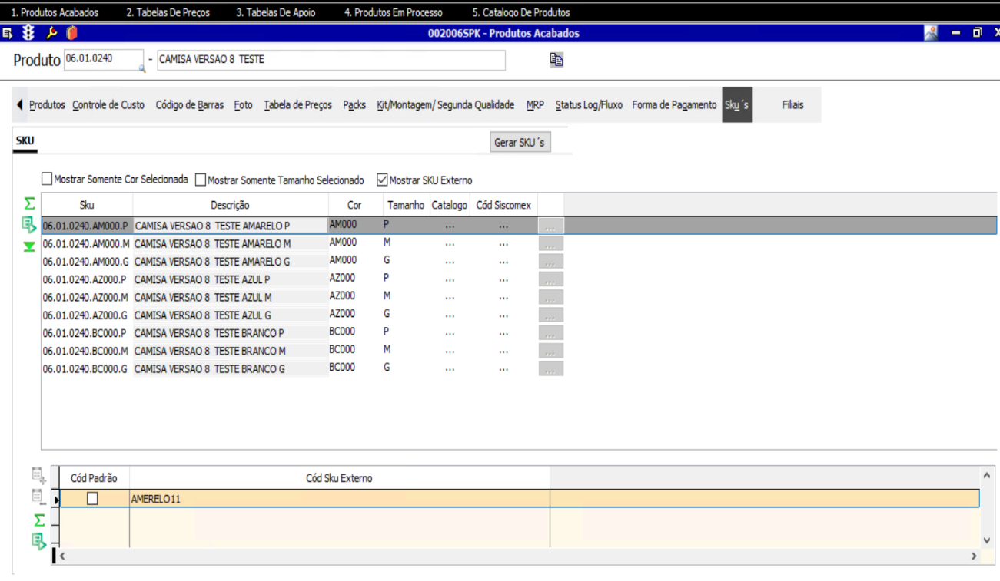 1. Produtos Acabados 2. Tabelas De Preços 3. Tabelas De Apoio 4. Produtos Em Processo 5. Catalogo De Produtos
002006SPK - Produtos Acabados
Produto 06.01.0240 - CAMISA VERSAO 8 TESTE
Produtos Controle de Custo Código de Barras Foto Tabela de Preços Packs Kit/Montagem/ Segunda Qualidade MRP Status Log/Fluxo Forma de Pagamento Sku´s Filiais
SKU Gerar SKU´s
Mostrar Somente Cor Selecionada Mostrar Somente Tamanho Selecionado Mostrar SKU Externo
Sku Descrição Cor Tamanho Catalogo Cód Siscomex
06.01.0240.AM000.P CAMISA VERSAO 8 TESTE AMARELO P AM000 P ... ... ...
06.01.0240.AM000.M CAMISA VERSAO 8 TESTE AMARELO M AM000 M ... ... ...
06.01.0240.AM000.G CAMISA VERSAO 8 TESTE AMARELO G AM000 G ... ... ...
06.01.0240.AZ000.P CAMISA VERSAO 8 TESTE AZUL P AZ000 P ... ... ...
06.01.0240.AZ000.M CAMISA VERSAO 8 TESTE AZUL M AZ000 M ... ... ...
06.01.0240.AZ000.G CAMISA VERSAO 8 TESTE AZUL G AZ000 G ... ... ...
06.01.0240.BC000.P CAMISA VERSAO 8 TESTE BRANCO P BC000 P ... ... ...
06.01.0240.BC000.M CAMISA VERSAO 8 TESTE BRANCO M BC000 M ... ... ...
06.01.0240.BC000.G CAMISA VERSAO 8 TESTE BRANCO G BC000 G ... ... ...
Cód Padrão Cód Sku Externo
AMERELO11